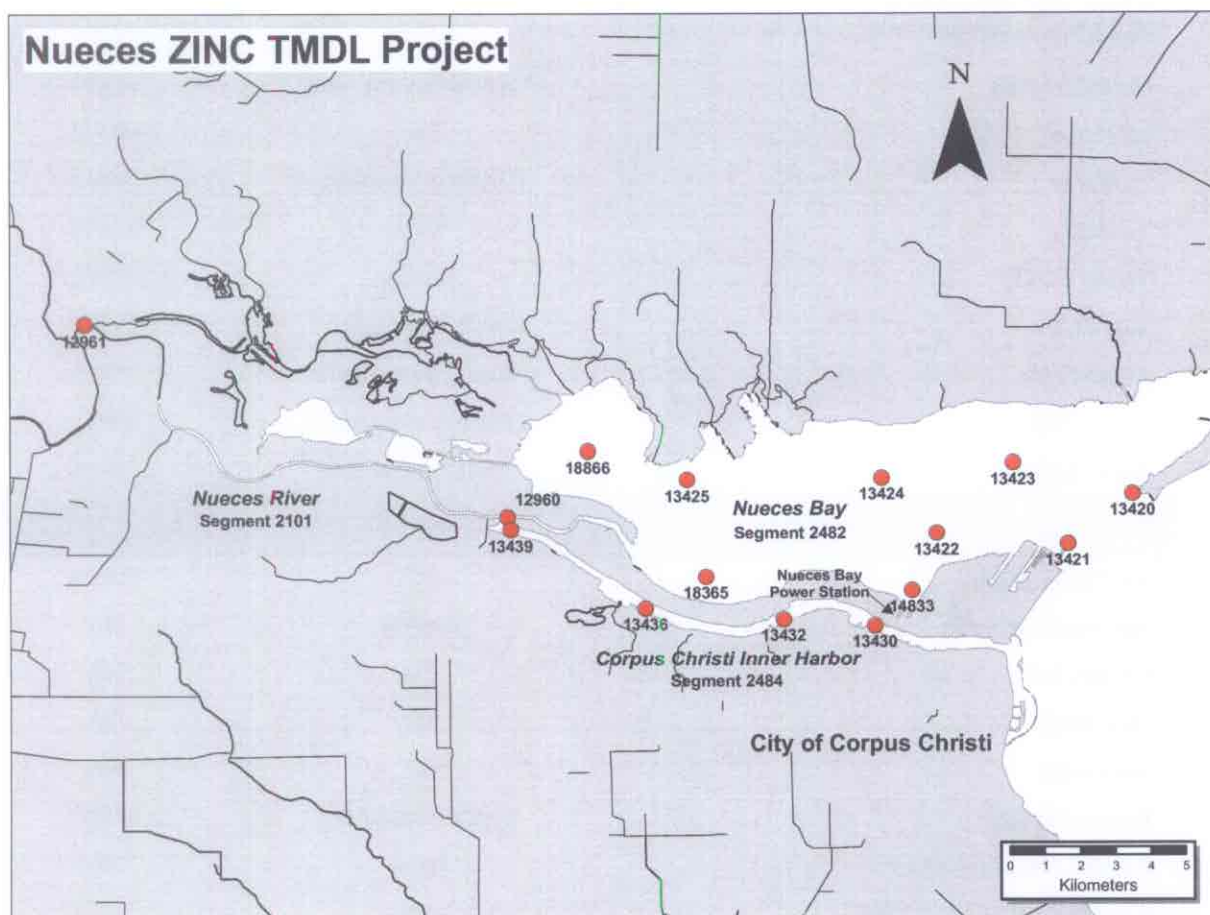 Nueces ZINC TMDL Project
N
12961
18866
13425
13424
13423
13420
Nueces River
Segment 2101
12960
13439
Nueces Bay
Segment 2482
13422
13421
18365
Nueces Bay
Power Station
14833
13436
13432
13430
Corpus Christi Inner Harbor
Segment 2484
City of Corpus Christi
0 1 2 3 4 5
Kilometers